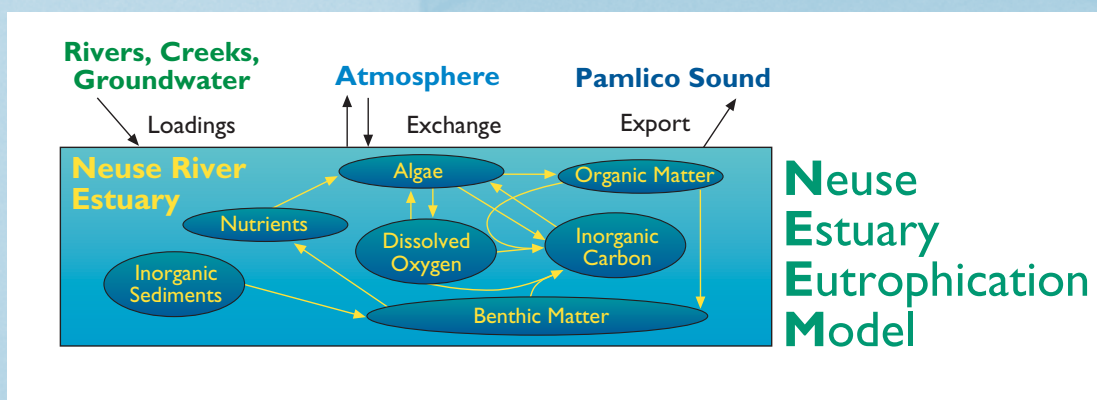 Rivers, Creeks,
Groundwater
Atmosphere
Pamlico Sound
Loadings
Exchange
Export
Neuse River
Estuary
Algae
Organic Matter
Nutrients
Dissolved
Oxygen
Inorganic
Carbon
Inorganic
Sediments
Benthic Matter
Neuse
Estuary
Eutrophication
Model